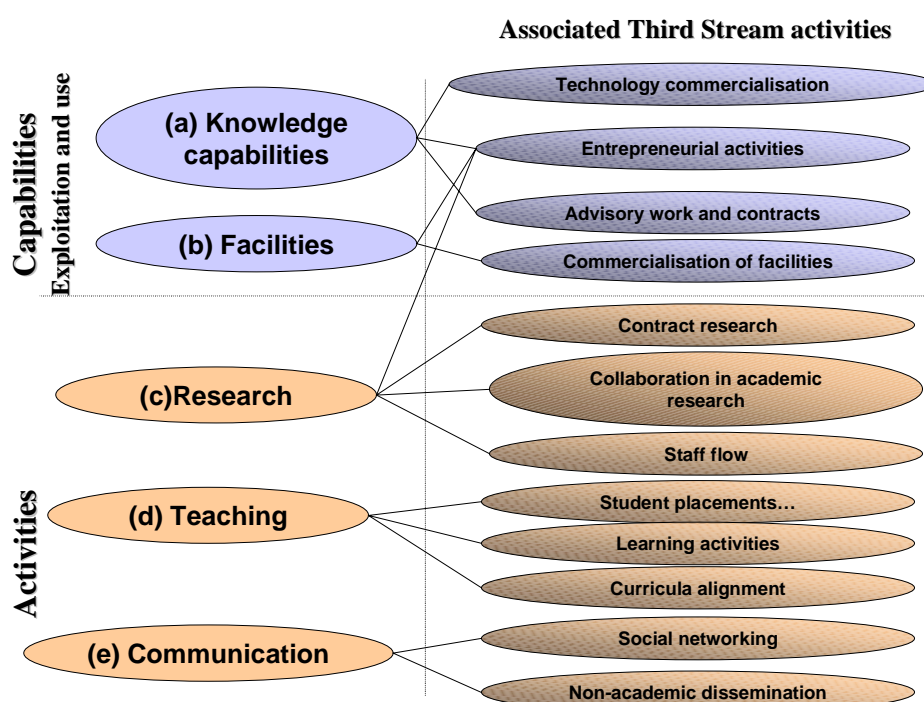 Associated Third Stream activities
Capabilities
Exploitation and use
(a) Knowledge
capabilities
(b) Facilities
Technology commercialisation
Entrepreneurial activities
Advisory work and contracts
Commercialisation of facilities
Activities
(c)Research
(d) Teaching
(e) Communication
Contract research
Collaboration in academic
research
Staff flow
Student placements…
Learning activities
Curricula alignment
Social networking
Non-academic dissemination